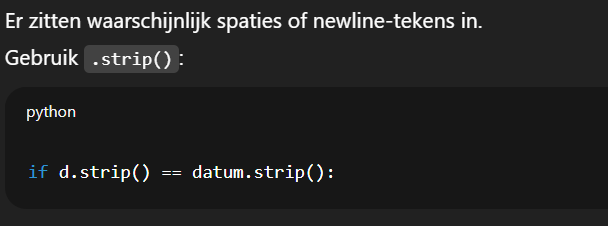 Er zitten waarschijnlijk spaties of newline-tekens in.
Gebruik .strip():
python
if d.strip() == datum.strip():